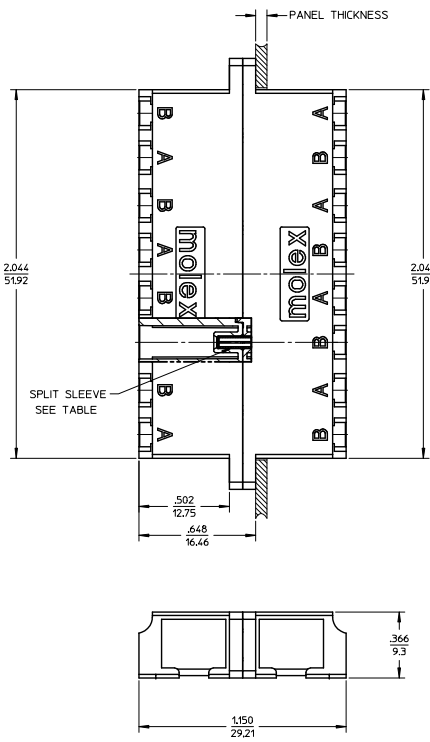 PANEL THICKNESS
B A
A B
B A
A B
molex molex
2.044
51.92
2.04
51.9
B A
B
SPLIT SLEEVE
SEE TABLE
B A
A B
.502
12.75
.648
16.46
.366
9.3
1.150
29.21